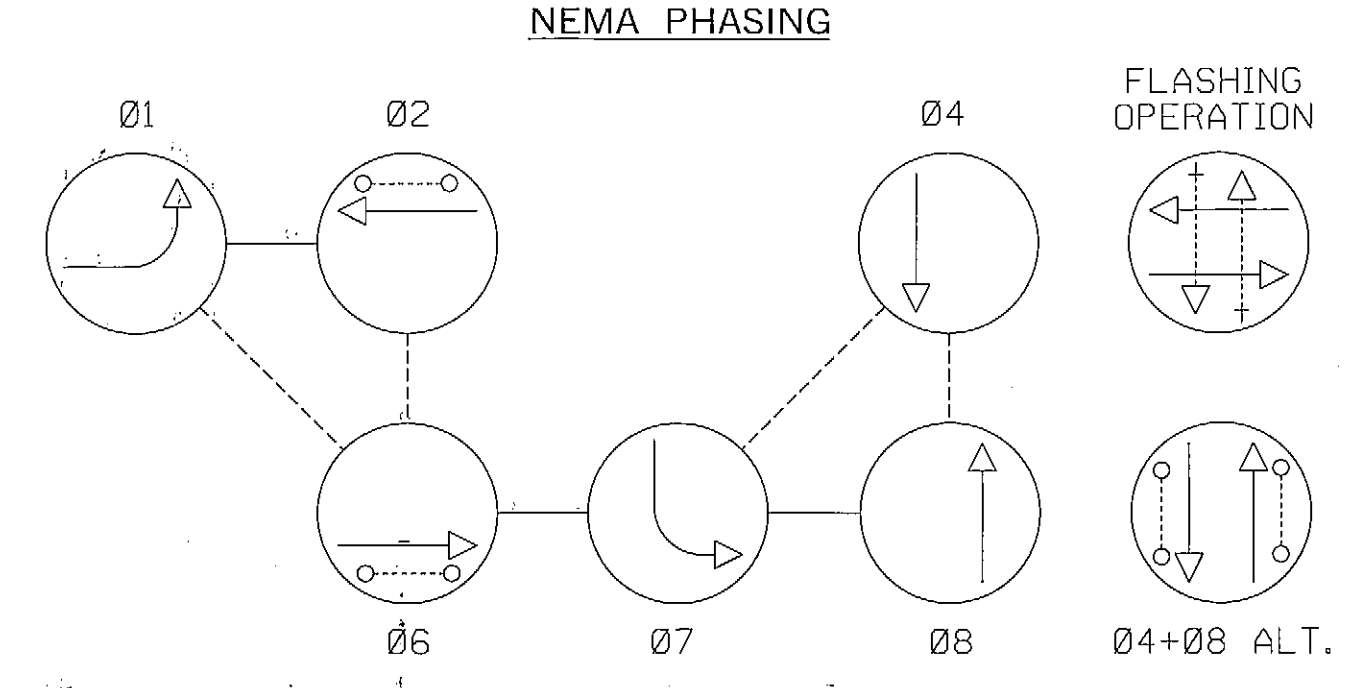 NEMA PHASING
Ø1
Ø2
Ø4
FLASHING
OPERATION
Ø6
Ø7
Ø8
Ø4+Ø8 ALT.